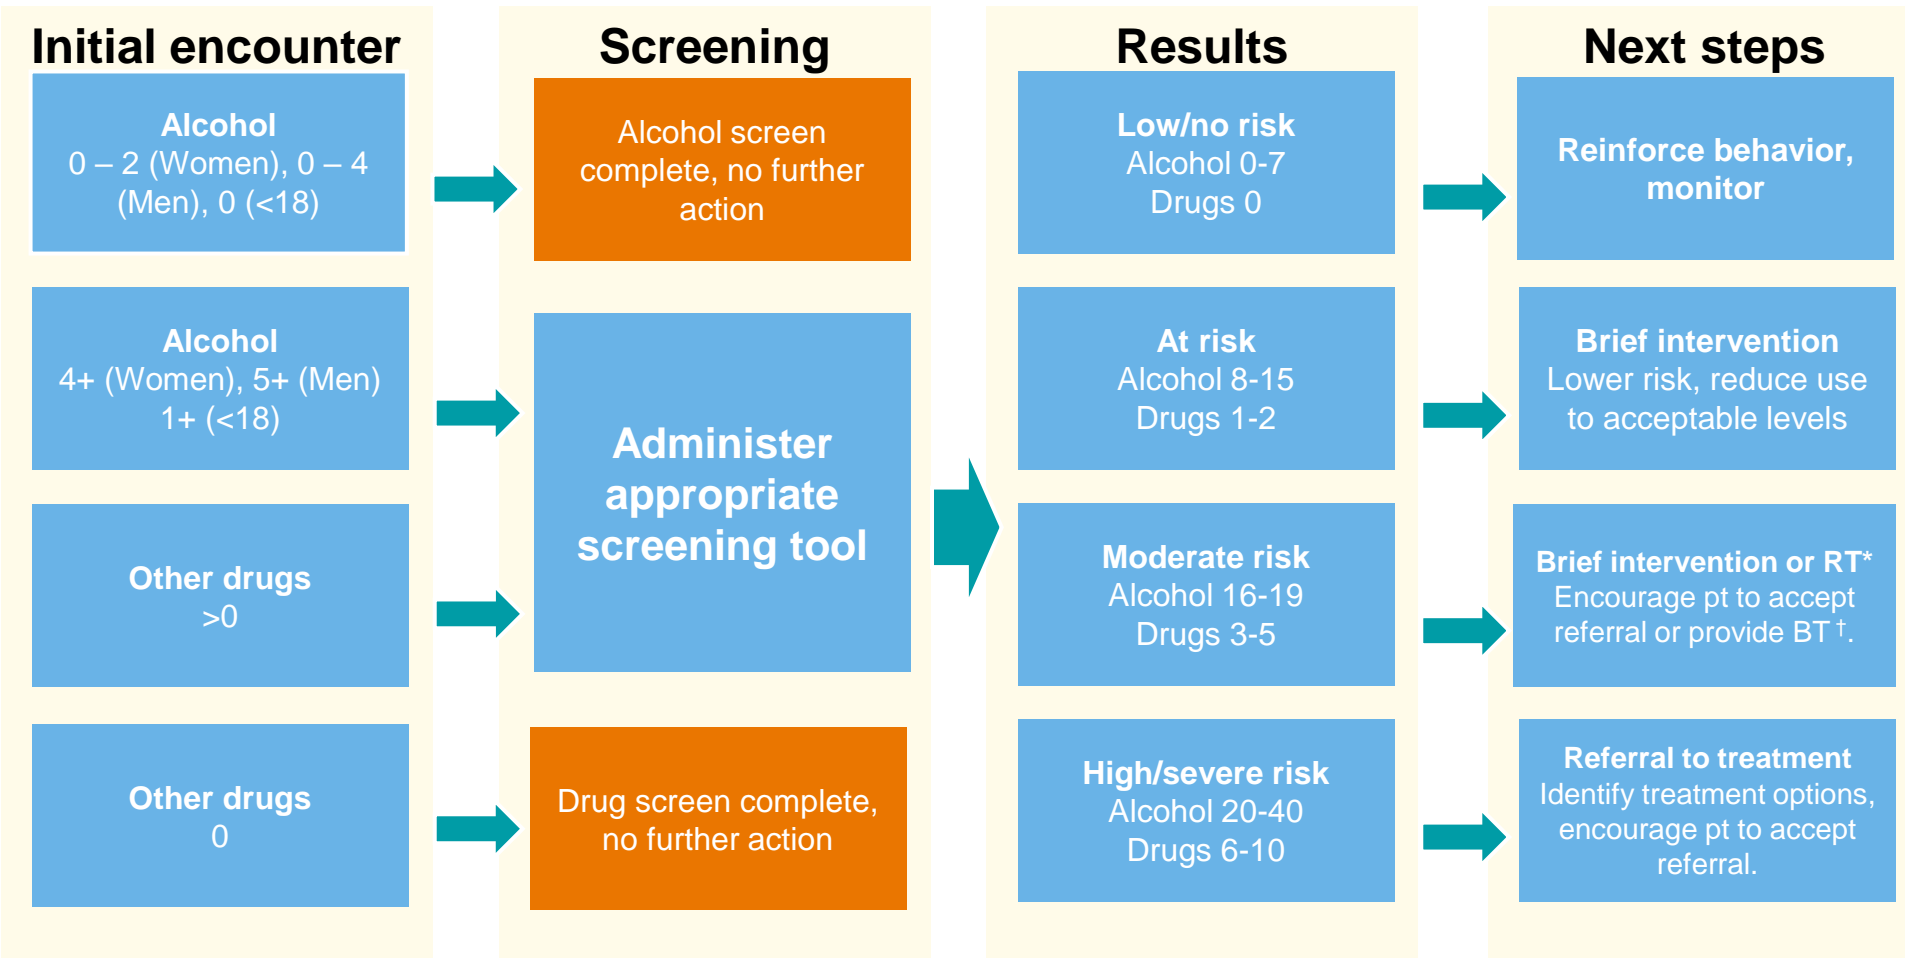 Initial encounter
Alcohol
0 – 2 (Women), 0 – 4
(Men), 0 (<18)
Alcohol
4+ (Women), 5+ (Men)
1+ (<18)
Other drugs
>0
Other drugs
0
Screening
Alcohol screen
complete, no further
action
Administer
appropriate
screening tool
Drug screen complete,
no further action
Results
Low/no risk
Alcohol 0-7
Drugs 0
At risk
Alcohol 8-15
Drugs 1-2
Moderate risk
Alcohol 16-19
Drugs 3-5
High/severe risk
Alcohol 20-40
Drugs 6-10
Next steps
Reinforce behavior,
monitor
Brief intervention
Lower risk, reduce use
to acceptable levels
Brief intervention or RT*
Encourage pt to accept
referral or provide BT †.
Referral to treatment
Identify treatment options,
encourage pt to accept
referral.